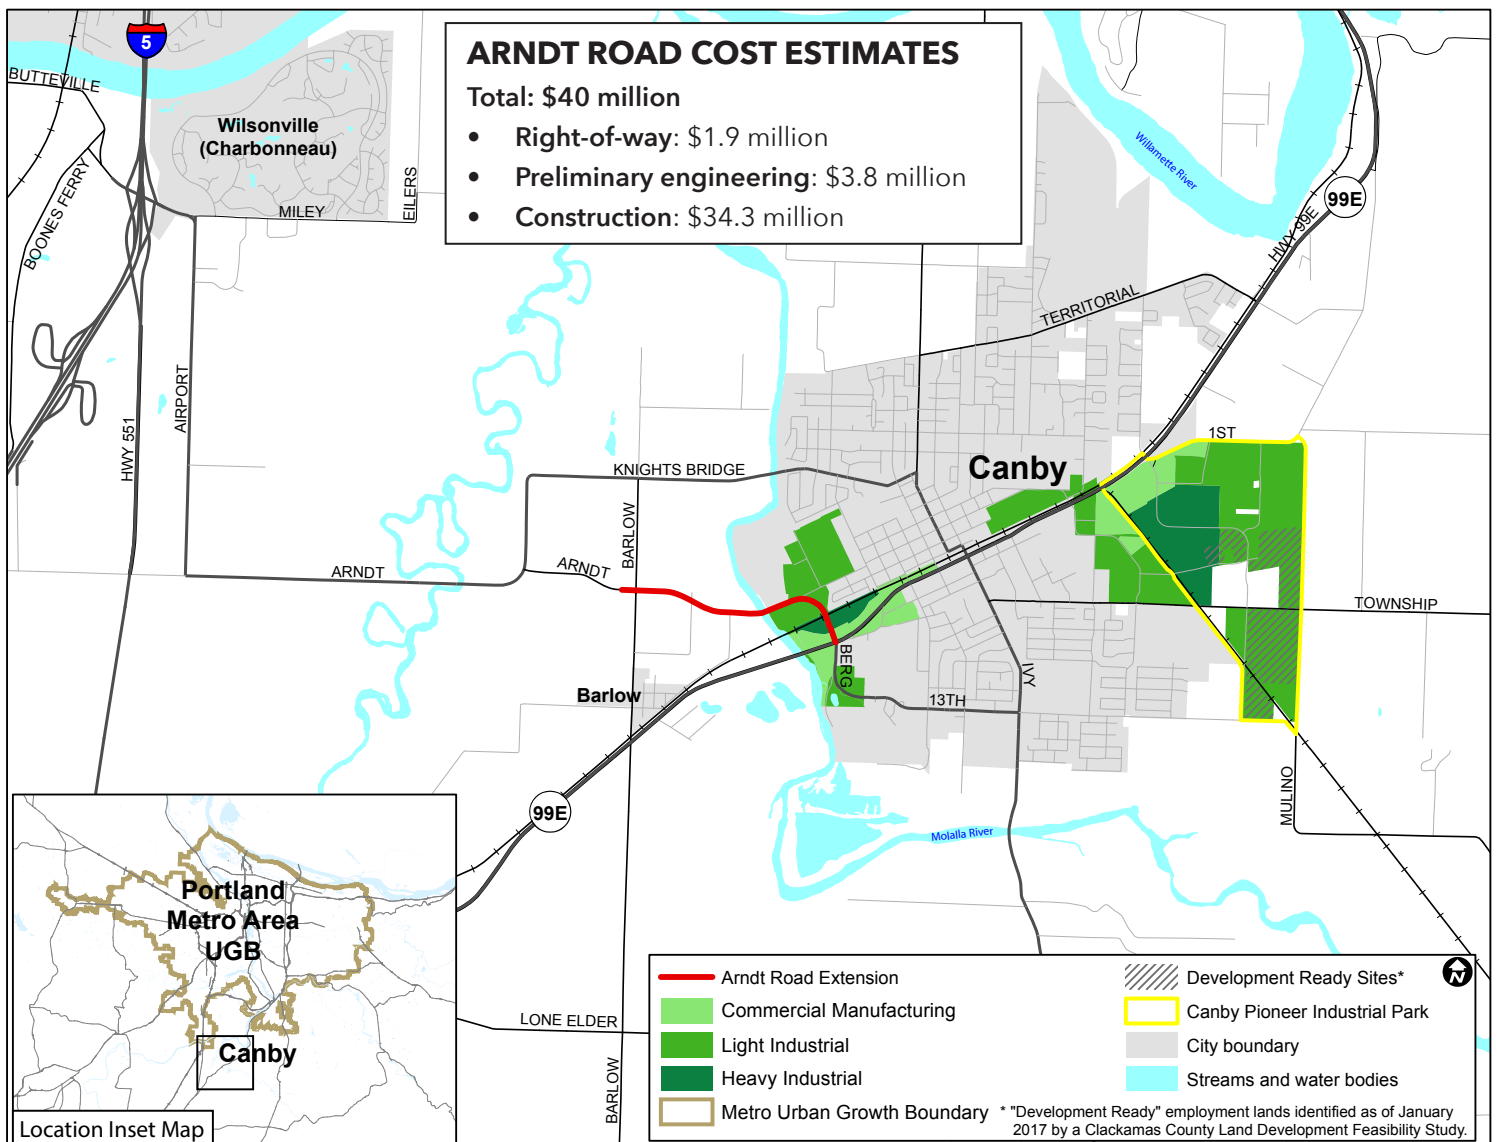 5
BUTTEVILLE
Wilsonville
(Charbonneau)
BOONES FERRY
MILEY
EILERS
ARNDT ROAD COST ESTIMATES
Total: $40 million
• Right-of-way: $1.9 million
• Preliminary engineering: $3.8 million
• Construction: $34.3 million
Willamette River
99E
HWY 99E
TERRITORIAL
AIRPORT
HWY 551
KNIGHTS BRIDGE
Canby
1ST
BARLOW
ARNDT
ARNDT
TOWNSHIP
BERG
IVY
13TH
Barlow
MULINO
99E
Molalla River
Portland
Metro Area
UGB
Canby
Location Inset Map
LONE ELDER
BARLOW
Arndt Road Extension
Commercial Manufacturing
Light Industrial
Heavy Industrial
Metro Urban Growth Boundary
Development Ready Sites*
Canby Pioneer Industrial Park
City boundary
Streams and water bodies
N
* "Development Ready" employment lands identified as of January
2017 by a Clackamas County Land Development Feasibility Study.